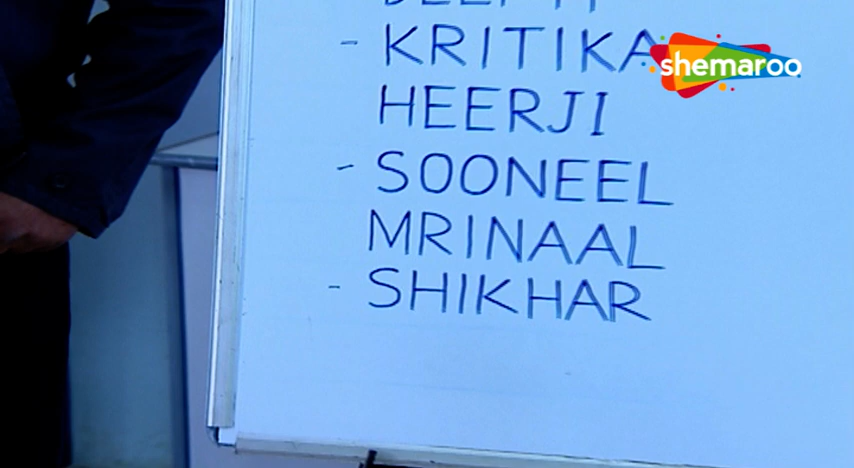 - KRITIKA
HEERJI
- SOONEEL
MRINAAL
- SHIKHAR
shemaroo